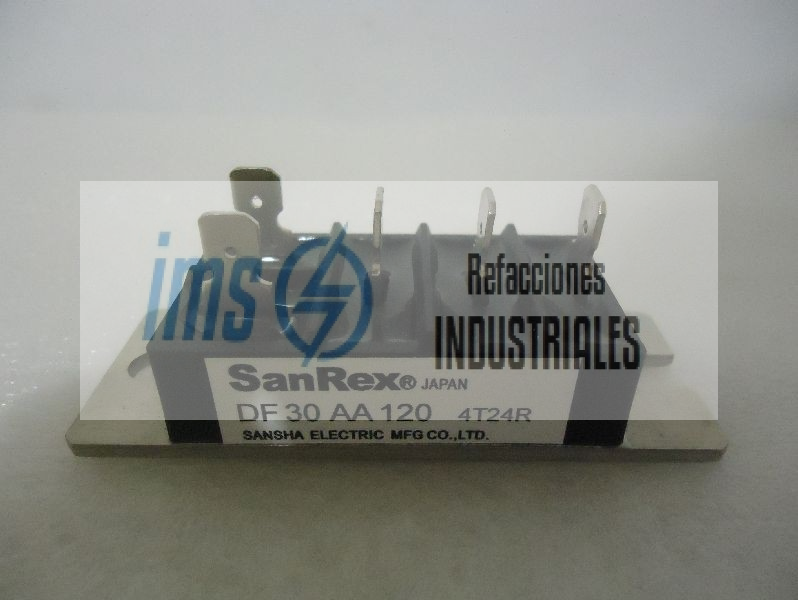 ims
Refacciones
INDUSTRIALES
SanRex® JAPAN
DF 30 AA 120 4T24R
SANSHA ELECTRIC MFG CO.,LTD.